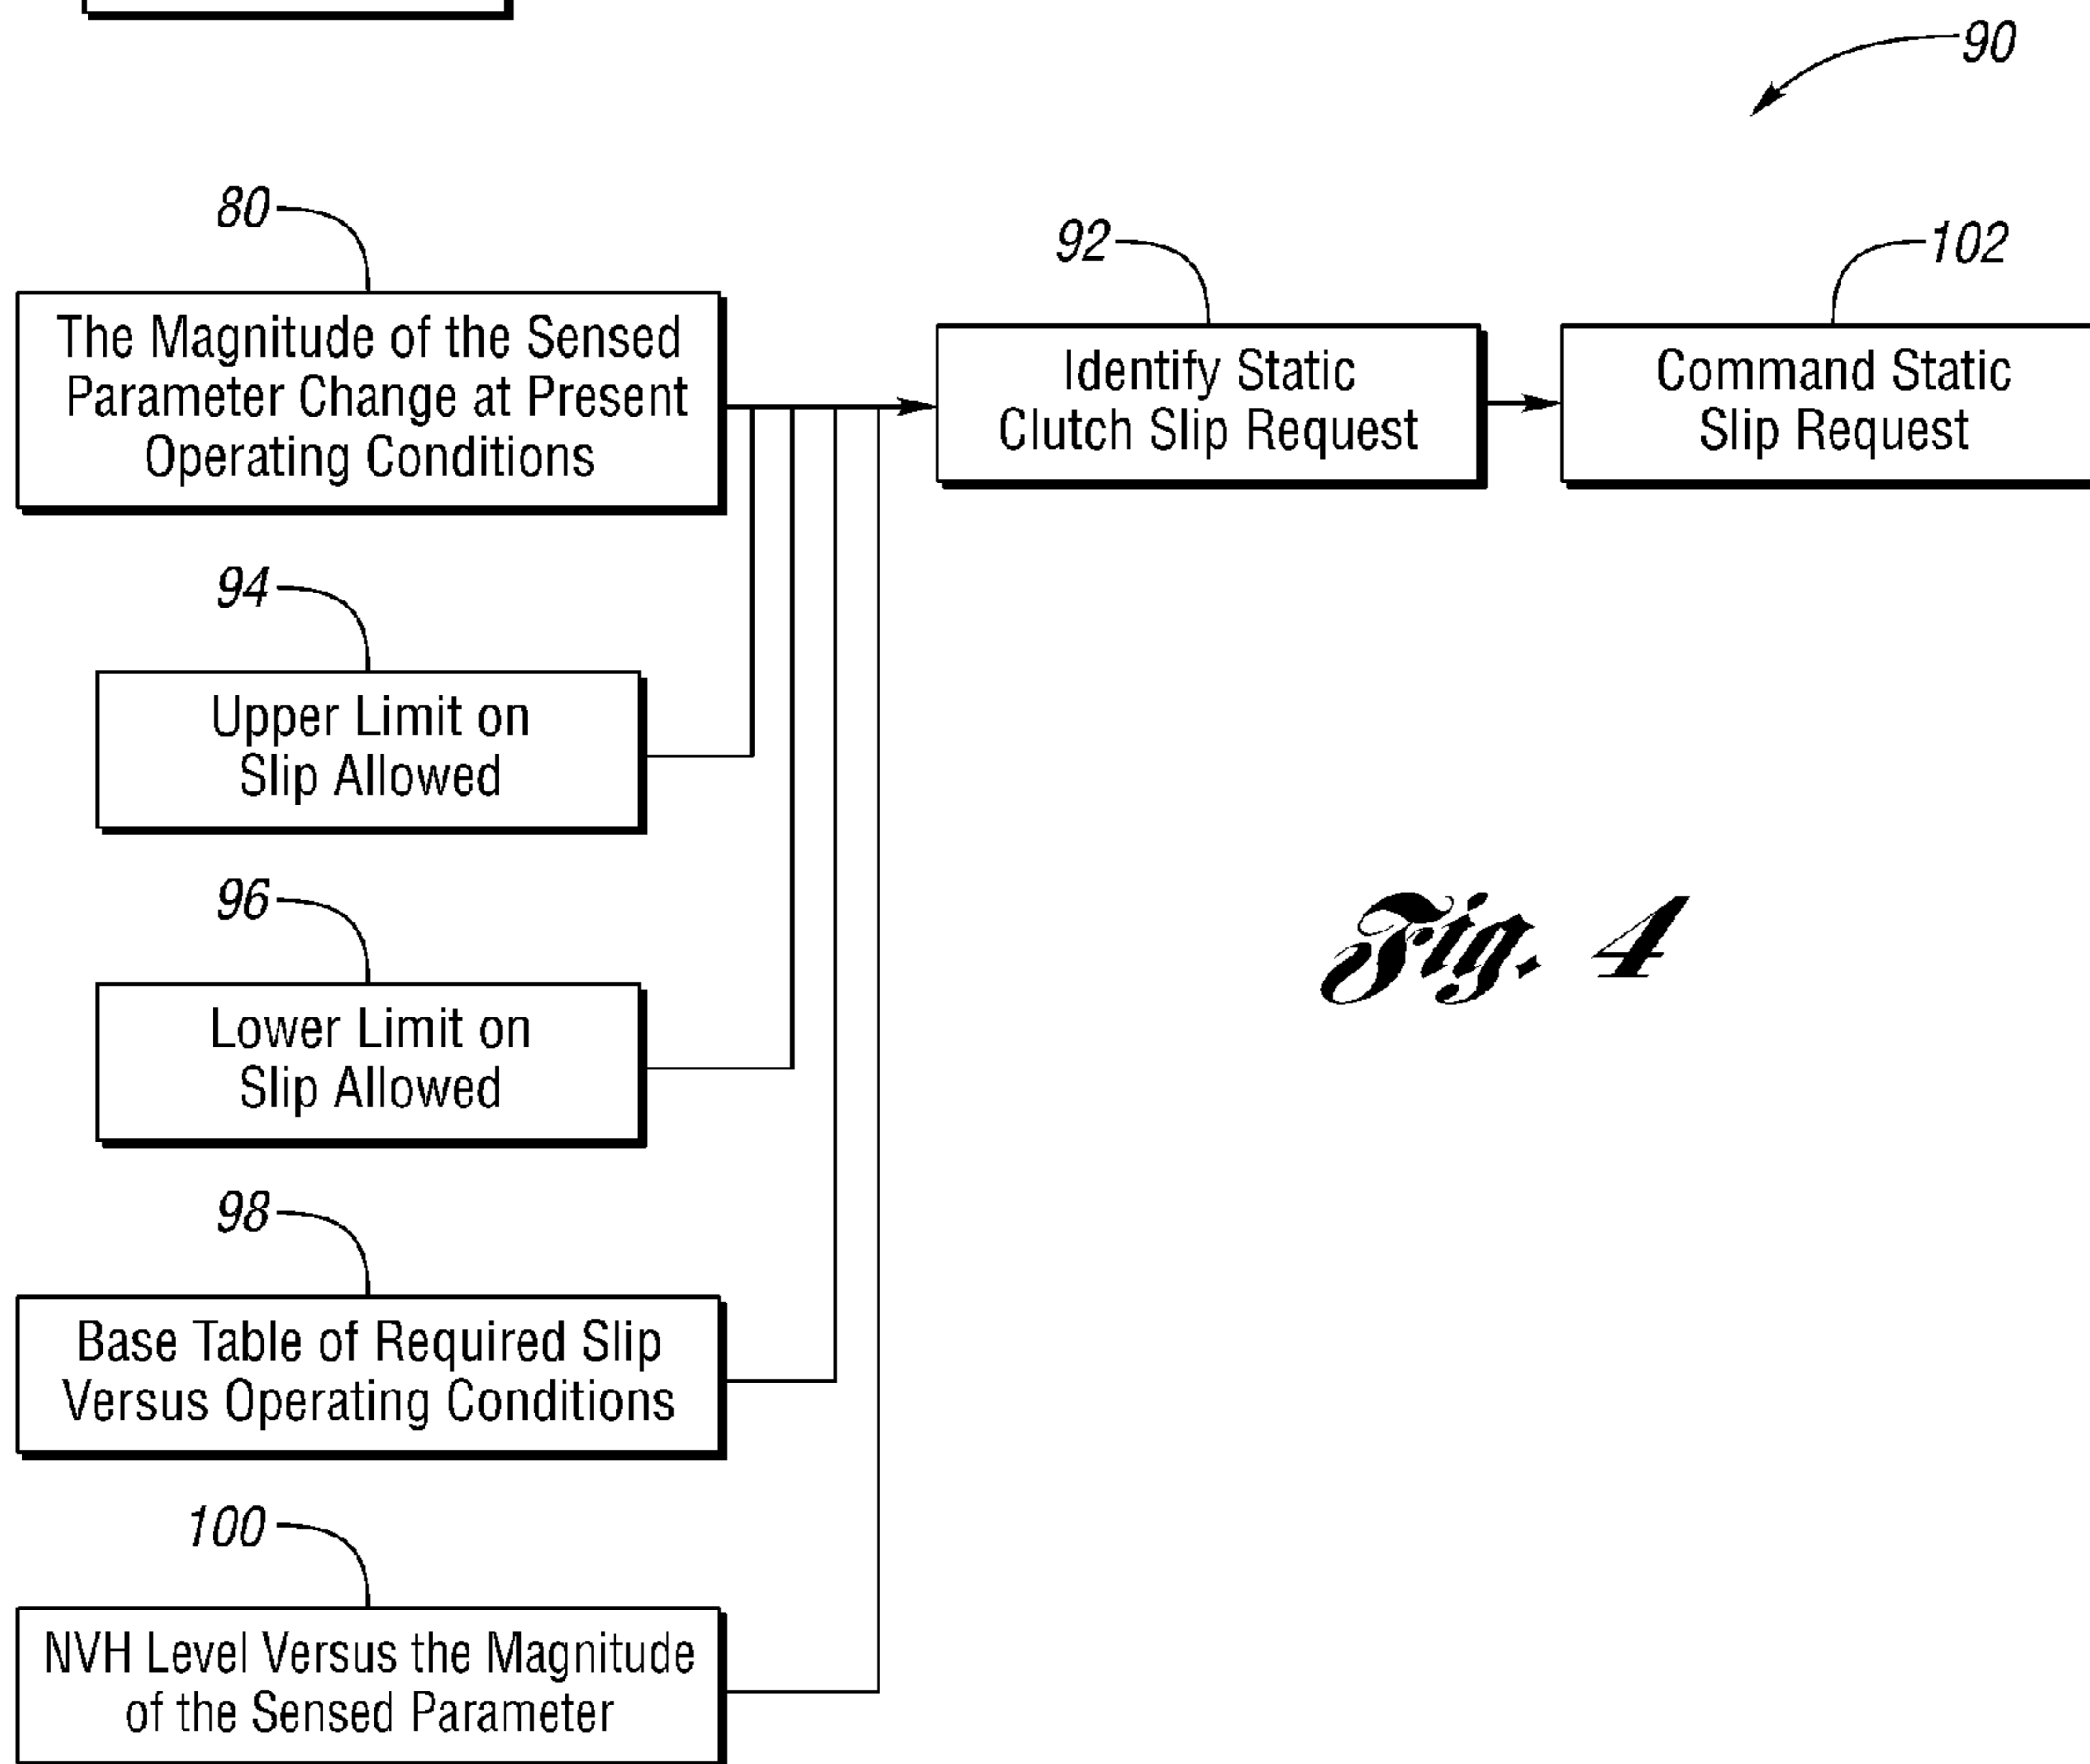 90
80
The Magnitude of the Sensed
Parameter Change at Present
Operating Conditions
92
Identify Static
Clutch Slip Request
102
Command Static
Slip Request
94
Upper Limit on
Slip Allowed
96
Lower Limit on
Slip Allowed
98
Base Table of Required Slip
Versus Operating Conditions
100
NVH Level Versus the Magnitude
of the Sensed Parameter
Fig. 4